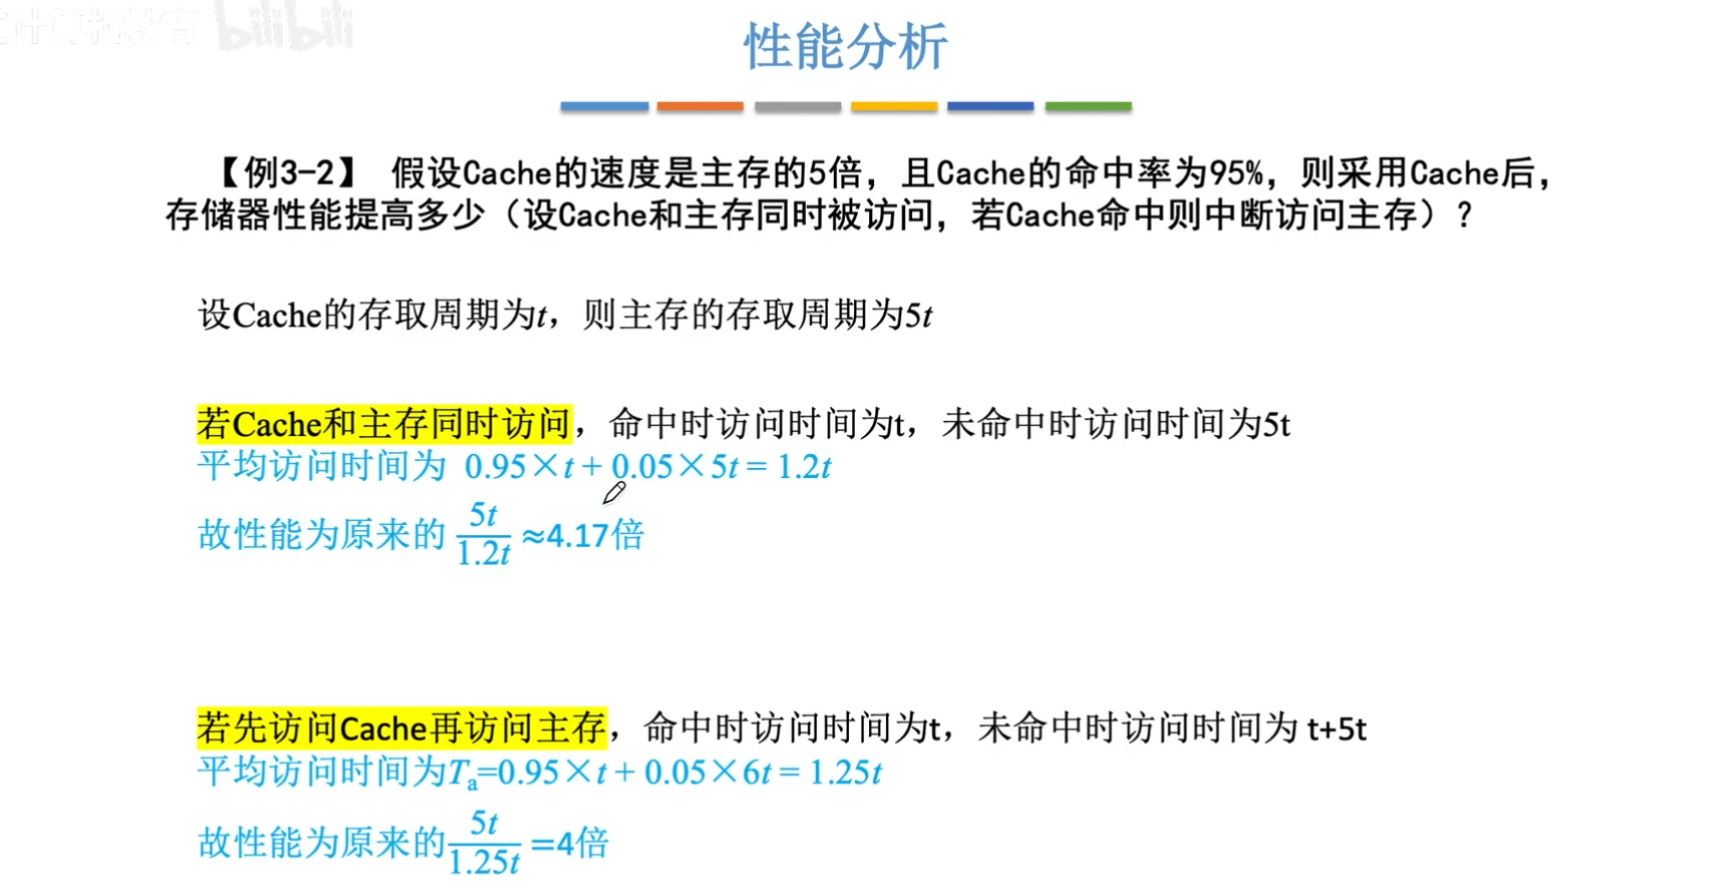 计算机教育 bilibili
性能分析
【例3-2】 假设Cache的速度是主存的5倍，且Cache的命中率为95%，则采用Cache后，
存储器性能提高多少（设Cache和主存同时被访问，若Cache命中则中断访问主存）？
设Cache的存取周期为t，则主存的存取周期为5t
若Cache和主存同时访问，命中时访问时间为t，未命中时访问时间为5t
平均访问时间为 0.95×t + 0.05×5t = 1.2t
故性能为原来的 5t/1.2t ≈4.17倍
若先访问Cache再访问主存，命中时访问时间为t，未命中时访问时间为 t+5t
平均访问时间为Ta=0.95×t + 0.05×6t = 1.25t
故性能为原来的 5t/1.25t =4倍